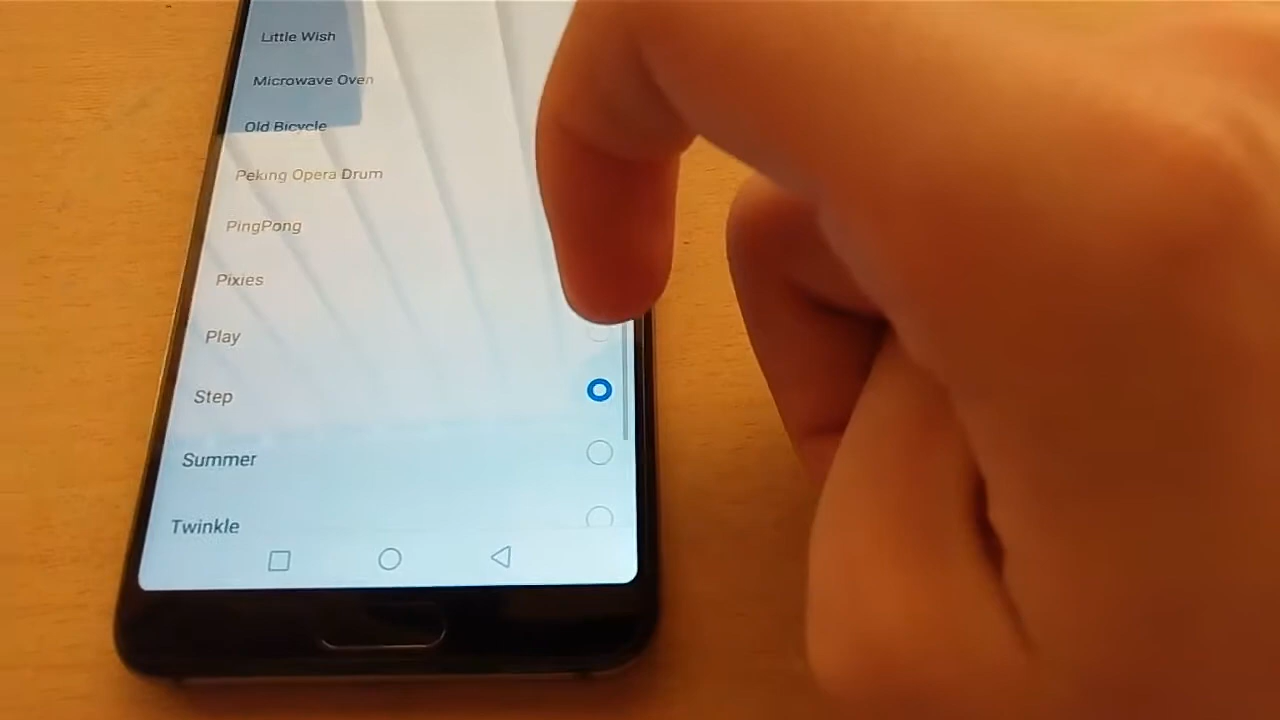 Little Wish
Microwave Oven
Old Bicycle
Peking Opera Drum
PingPong
Pixies
Play
Step
Summer
Twinkle